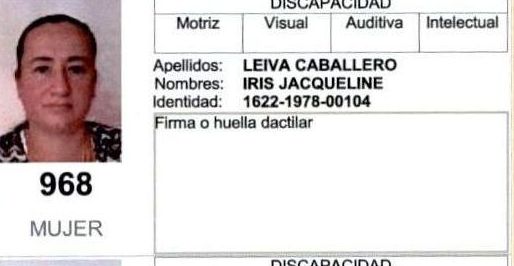 DISCAPACIDAD
Motriz Visual Auditiva Intelectual
Apellidos: LEIVA CABALLERO
Nombres: IRIS JACQUELINE
Identidad: 1622-1978-00104
Firma o huella dactilar
968
MUJER
DISCAPACIDAD